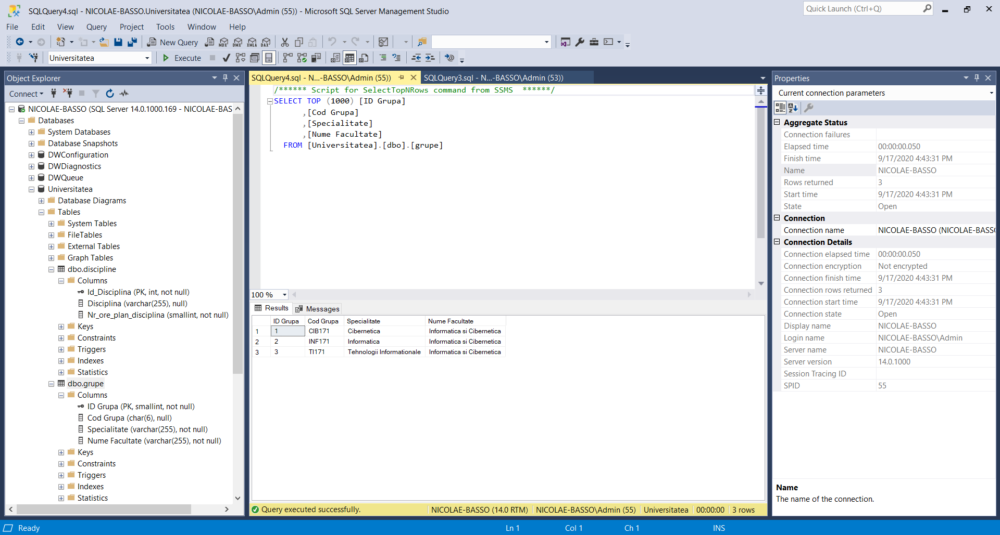 SQLQuery4.sql - NICOLAE-BASSO.Universitatea (NICOLAE-BASSO\Admin (55)) - Microsoft SQL Server Management Studio
Quick Launch (Ctrl+Q)
File Edit View Query Project Tools Window Help
New Query MDX DMX XMLA DAX
Universitatea Execute
Object Explorer
Connect
NICOLAE-BASSO (SQL Server 14.0.1000.169 - NICOLAE-BAS
Databases
System Databases
Database Snapshots
DWConfiguration
DWDiagnostics
DWQueue
Universitatea
Database Diagrams
Tables
System Tables
FileTables
External Tables
Graph Tables
dbo.discipline
Columns
Id_Disciplina (PK, int, not null)
Disciplina (varchar(255), null)
Nr_ore_plan_disciplina (smallint, not null)
Keys
Constraints
Triggers
Indexes
Statistics
dbo.grupe
Columns
ID Grupa (PK, smallint, not null)
Cod Grupa (char(6), null)
Specialitate (varchar(255), not null)
Nume Facultate (varchar(255), not null)
Keys
Constraints
Triggers
Indexes
Statistics
SQLQuery4.sql - N...-BASSO\Admin (55)) SQLQuery3.sql - N...-BASSO\Admin (53))
/****** Script for SelectTopNRows command from SSMS ******/
SELECT TOP (1000) [ID Grupa]
,[Cod Grupa]
,[Specialitate]
,[Nume Facultate]
FROM [Universitatea].[dbo].[grupe]
100 %
Results Messages
ID Grupa Cod Grupa Specialitate Nume Facultate
1 1 CIB171 Cibernetica Informatica si Cibernetica
2 2 INF171 Informatica Informatica si Cibernetica
3 3 TI171 Tehnologii Informationale Informatica si Cibernetica
Query executed successfully. NICOLAE-BASSO (14.0 RTM) NICOLAE-BASSO\Admin (55) Universitatea 00:00:00 3 rows
Properties
Current connection parameters
Aggregate Status
Connection failures
Elapsed time 00:00:00.050
Finish time 9/17/2020 4:43:31 PM
Name NICOLAE-BASSO
Rows returned 3
Start time 9/17/2020 4:43:31 PM
State Open
Connection
Connection name NICOLAE-BASSO (NICOLAE-BASS
Connection Details
Connection elapsed time 00:00:00.050
Connection encryption Not encrypted
Connection finish time 9/17/2020 4:43:31 PM
Connection rows returned 3
Connection start time 9/17/2020 4:43:31 PM
Connection state Open
Display name NICOLAE-BASSO
Login name NICOLAE-BASSO\Admin
Server name NICOLAE-BASSO
Server version 14.0.1000
Session Tracing ID
SPID 55
Name
The name of the connection.
Ready Ln 1 Col 1 Ch 1 INS